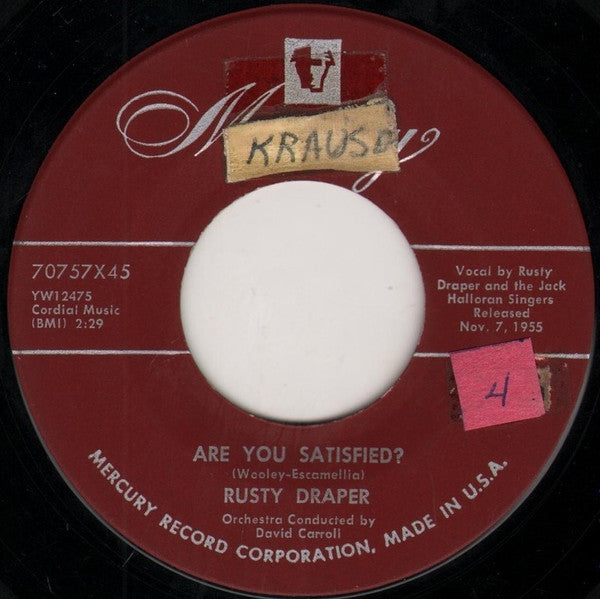 KRAUSE
70757X45
YW12475
Cordial Music
(BMI) 2:29
Vocal by Rusty
Draper and the Jack
Halloran Singers
Released
Nov. 7, 1955
4
ARE YOU SATISFIED?
(Wooley-Escamellia)
RUSTY DRAPER
Orchestra Conducted by
David Carroll
MERCURY RECORD CORPORATION, MADE IN U.S.A.